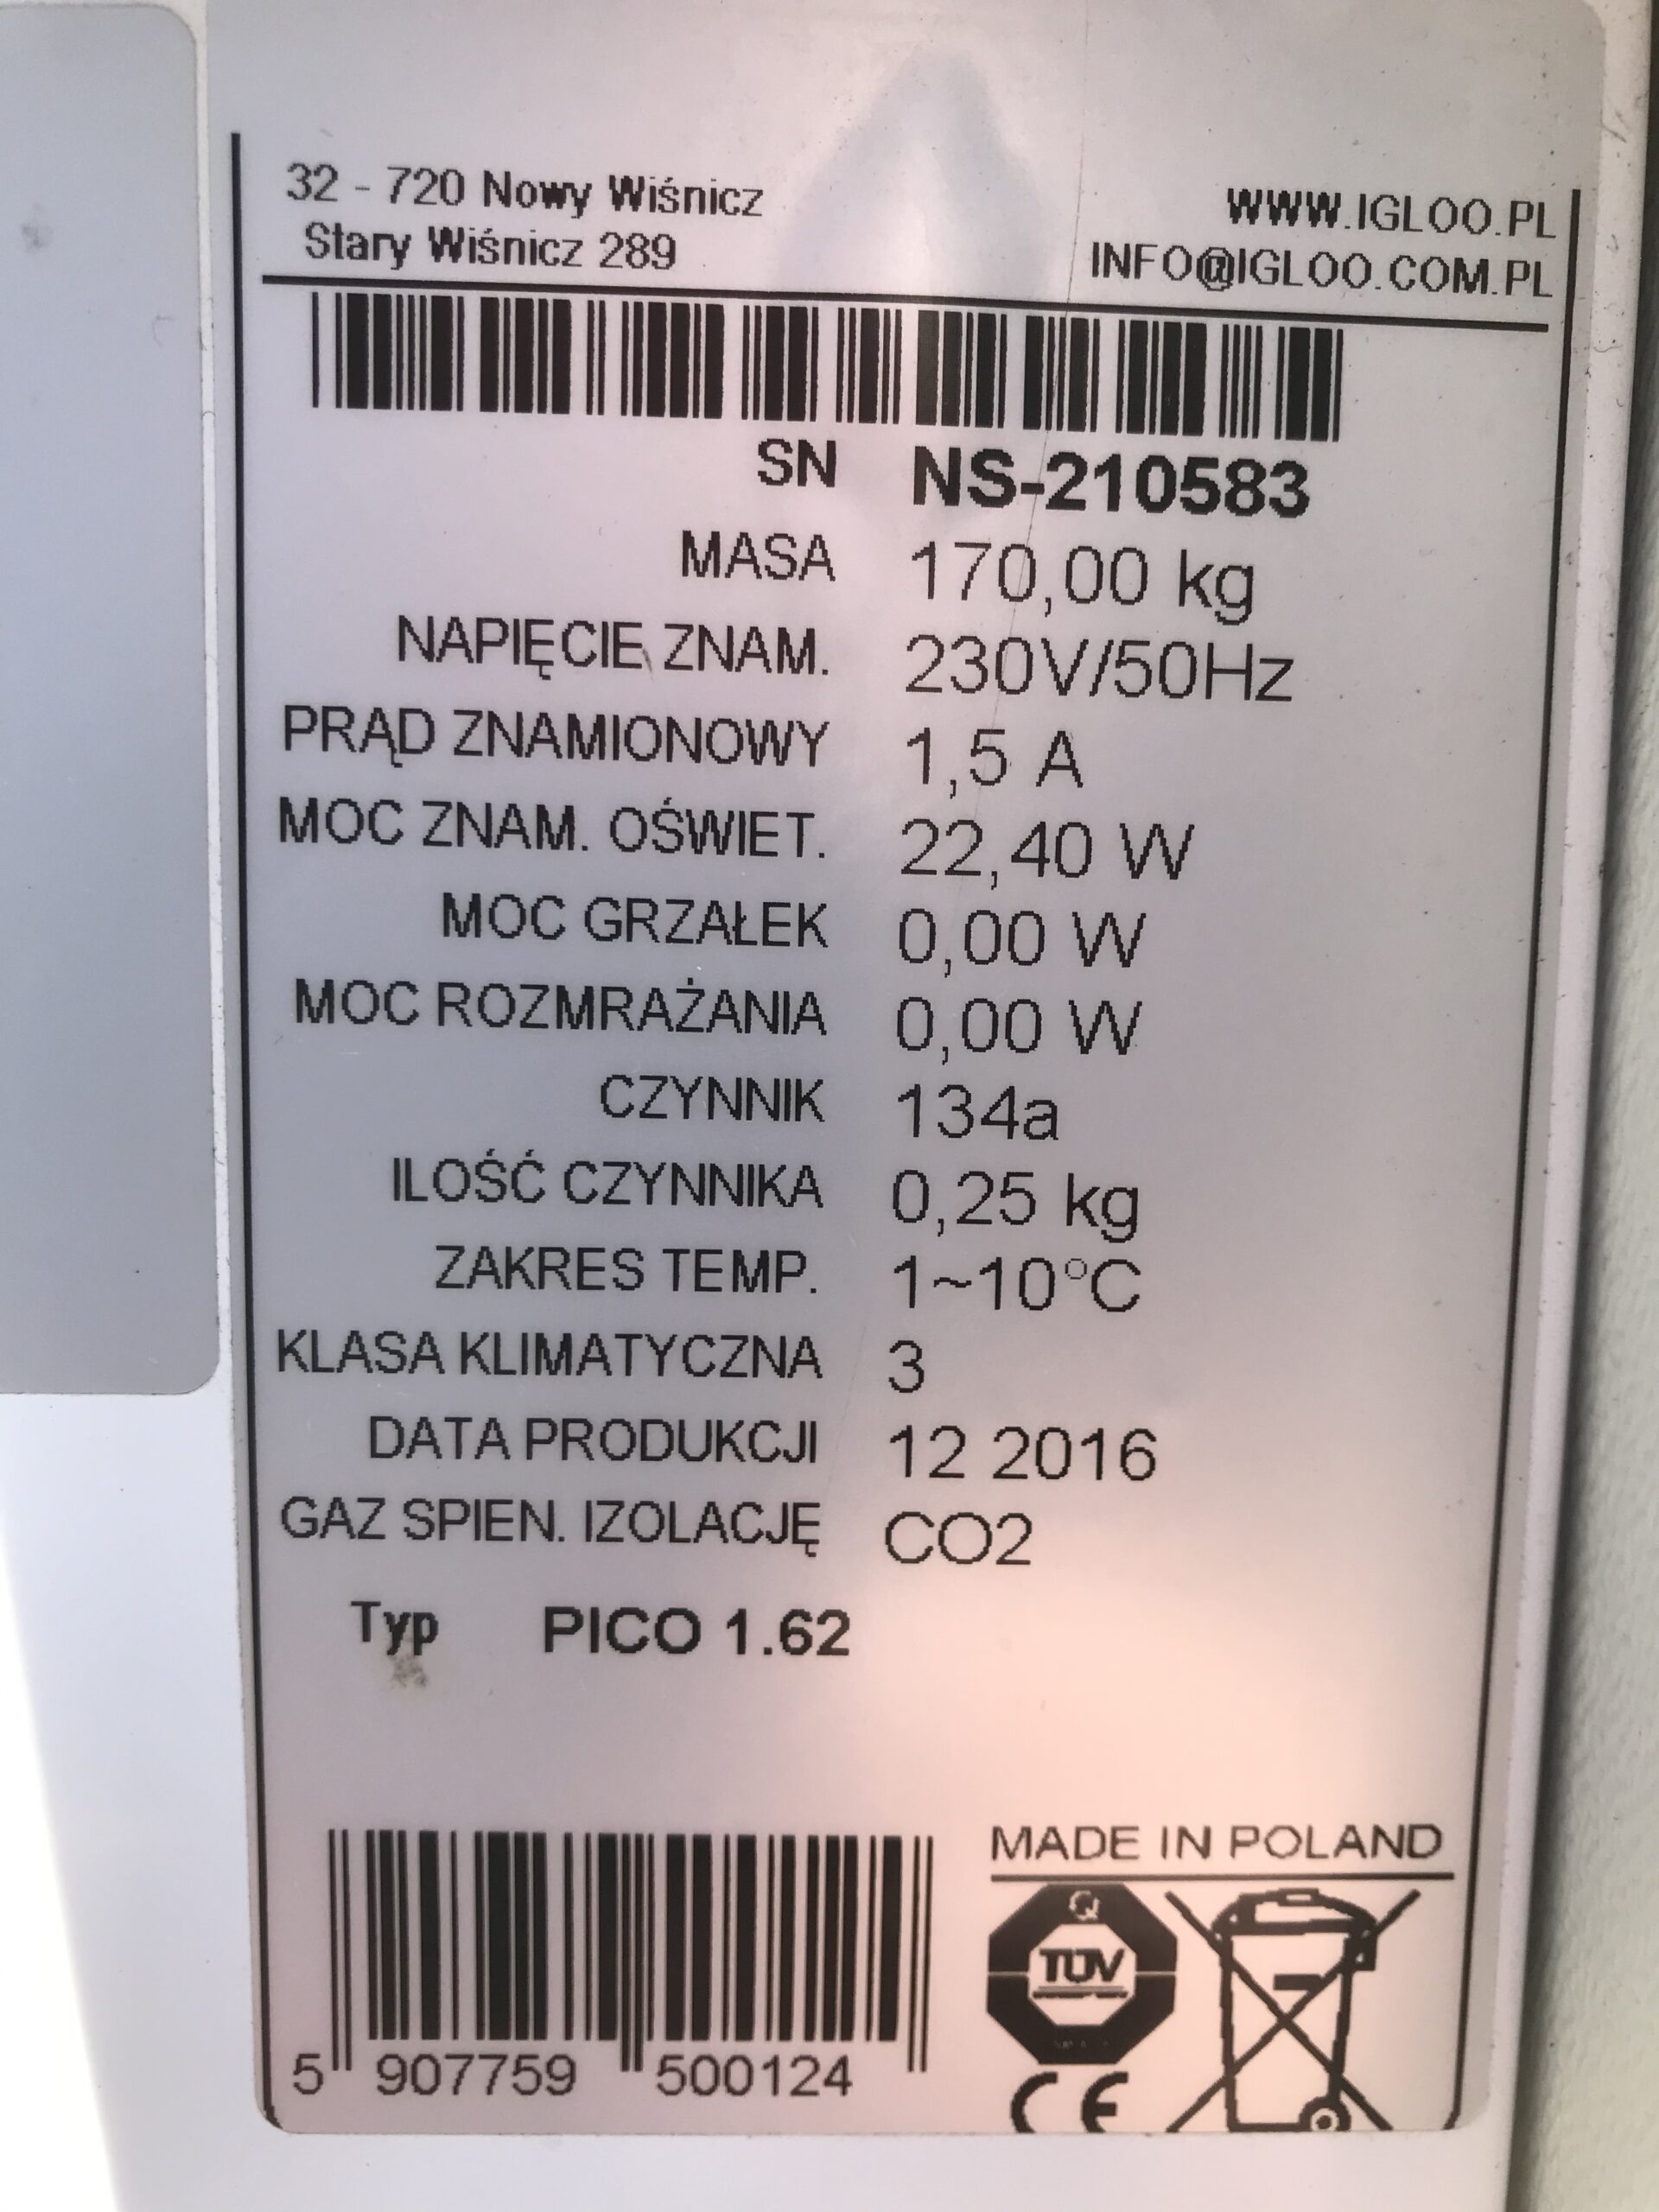 32 - 720 Nowy Wiśnicz
Stary Wiśnicz 289
WWW.IGLOO.PL
INFO@IGLOO.COM.PL
SN NS-210583
MASA 170,00 kg
NAPIĘCIE ZNAM. 230V/50Hz
PRĄD ZNAMIONOWY 1,5 A
MOC ZNAM. OŚWIET. 22,40 W
MOC GRZAŁEK 0,00 W
MOC ROZMRAŻANIA 0,00 W
CZYNNIK 134a
ILOŚĆ CZYNNIKA 0,25 kg
ZAKRES TEMP. 1~10°C
KLASA KLIMATYCZNA 3
DATA PRODUKCJI 12 2016
GAZ SPIEN. IZOLACJĘ CO2
Typ PICO 1.62
MADE IN POLAND
Q
TÜV
CE
5 907759 500124